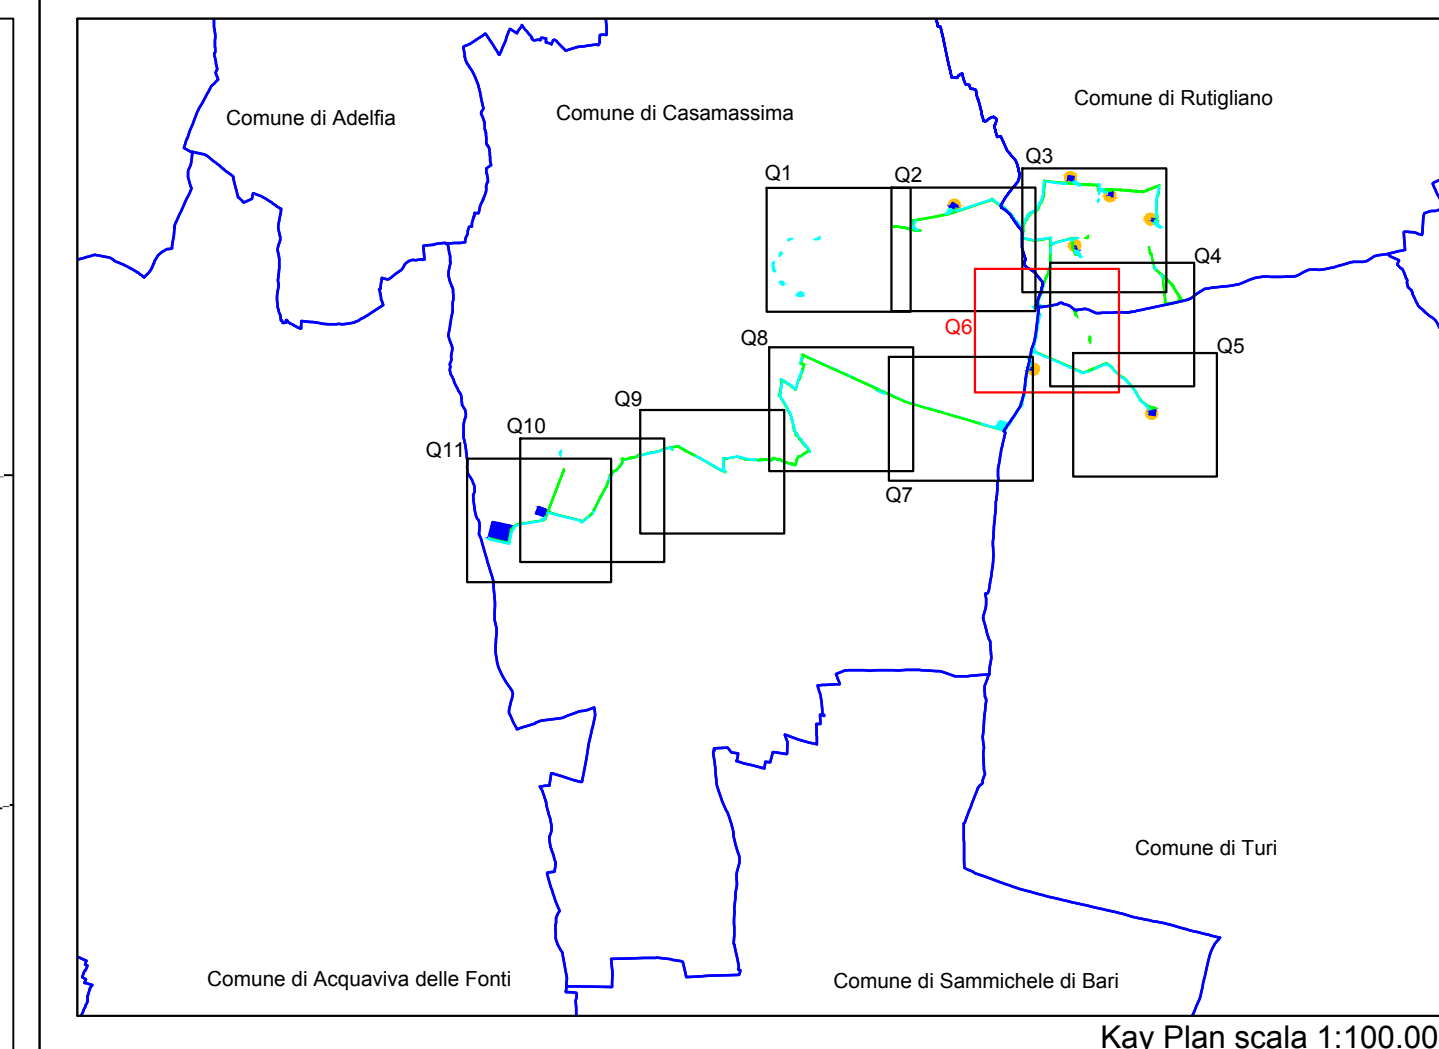 Comune di Rutigliano
Comune di Casamassima
Comune di Adelfia
Q3
Q1
Q2
Q4
Q6
Q8
Q5
Q9
Q10
Q11
Q7
Comune di Turi
Comune di Acquaviva delle Fonti
Comune di Sammichele di Bari
Kay Plan scala 1:100.00